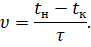 υ = (tн − tк) / τ.